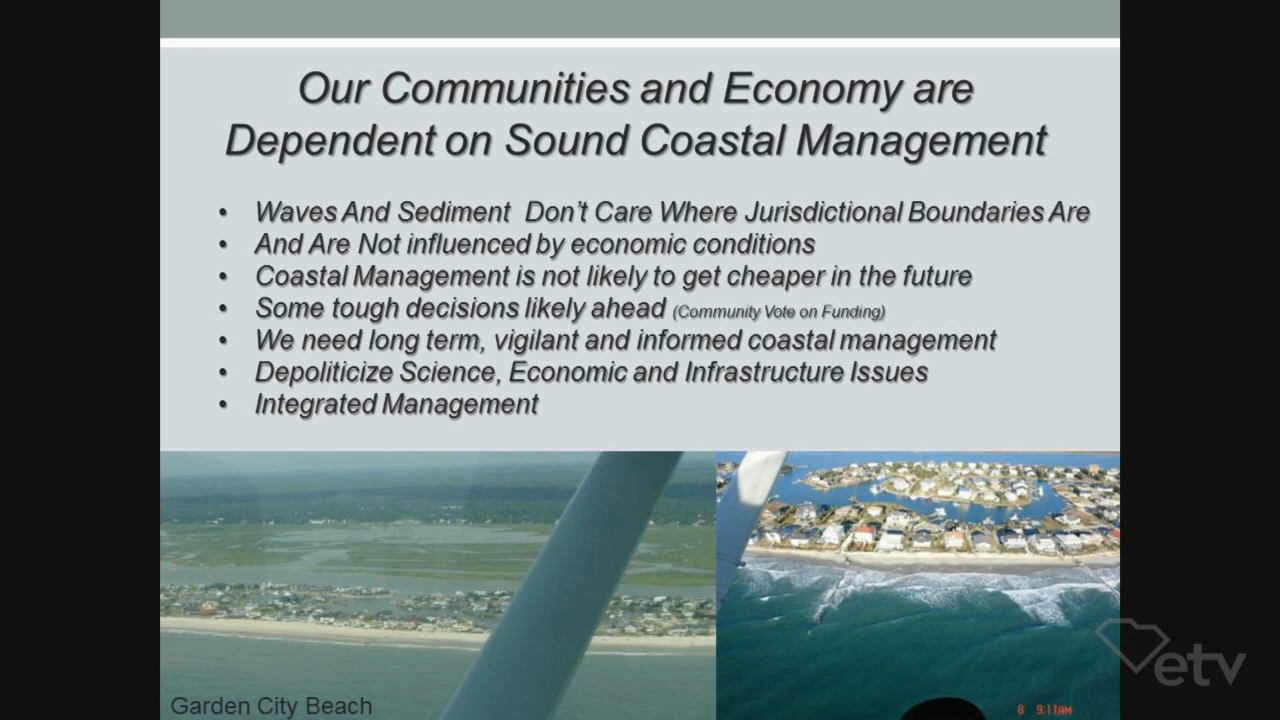 Our Communities and Economy are
Dependent on Sound Coastal Management
• Waves And Sediment Don't Care Where Jurisdictional Boundaries Are
• And Are Not influenced by economic conditions
• Coastal Management is not likely to get cheaper in the future
• Some tough decisions likely ahead (Community Vote on Funding)
• We need long term, vigilant and informed coastal management
• Depoliticize Science, Economic and Infrastructure Issues
• Integrated Management
Garden City Beach
8 9:11AM
etv